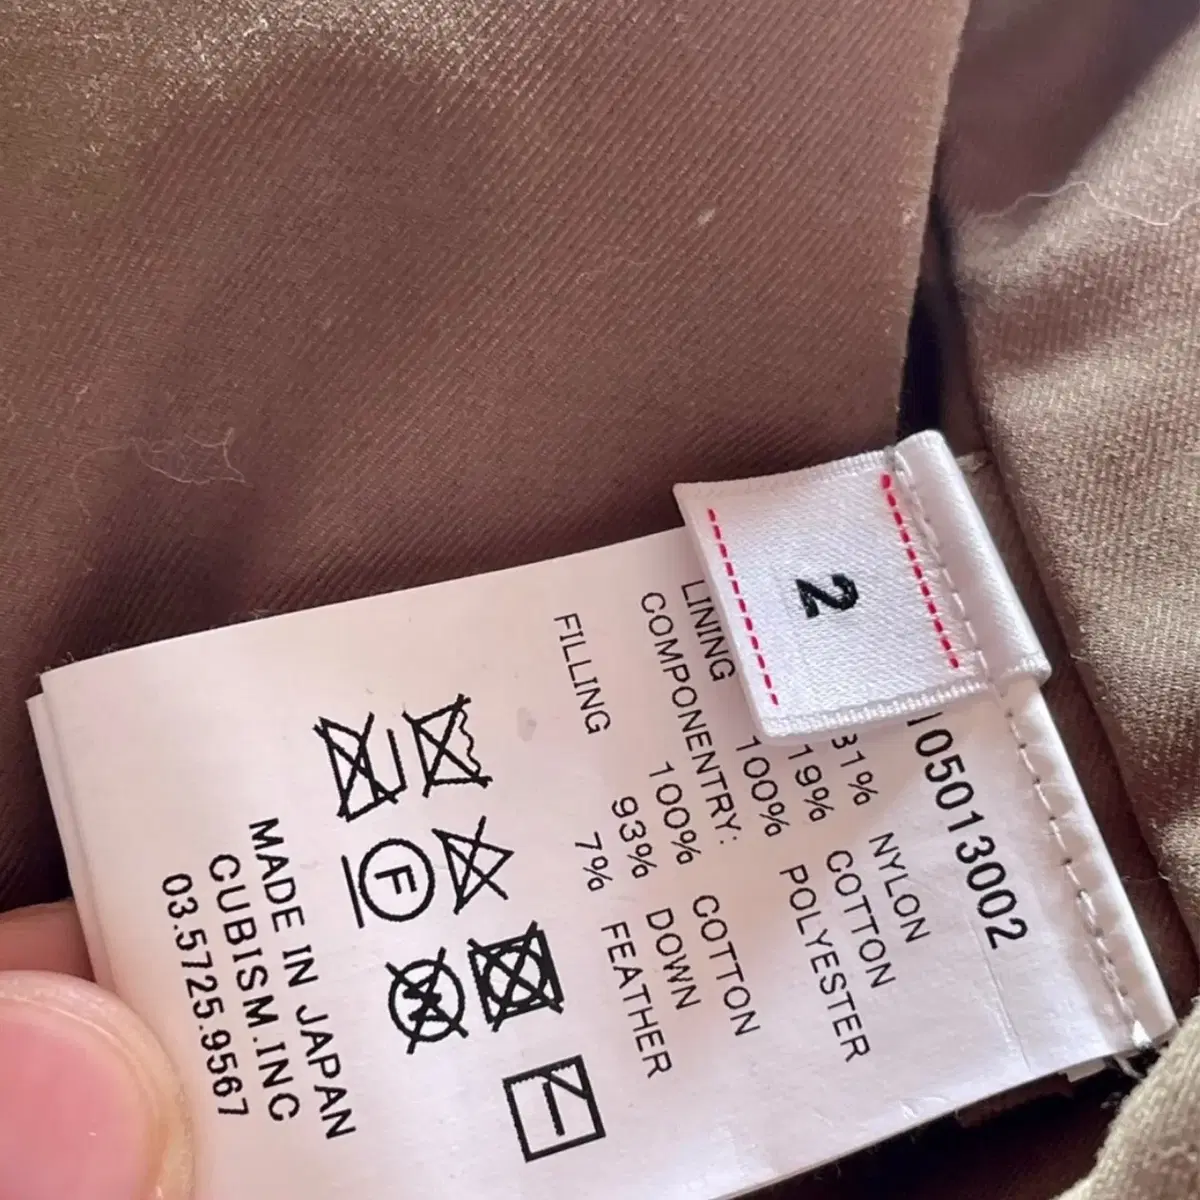 2
105013002
81% NYLON
19% COTTON
LINING 100% POLYESTER
COMPONENTRY:
100% COTTON
FILLING 93% DOWN
7% FEATHER
F
W
MADE IN JAPAN
CUBISM.INC
03.5725.9567